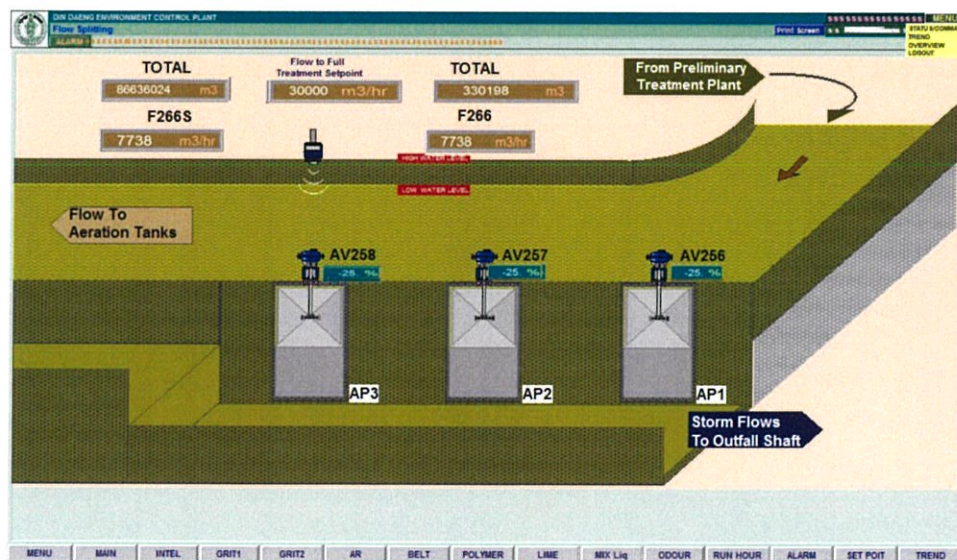 DIN DAENG ENVIRONMENT CONTROL PLANT
MENU
Flow Splitting
Print Screen
ALARM
STATUS/COMMA
TREND
OVERVIEW
LOGOUT
TOTAL
86636024 m3
F266S
7738 m3/hr
Flow to Full
Treatment Setpoint
30000 m3/hr
TOTAL
330198 m3
F266
7738 m3/hr
From Preliminary
Treatment Plant
HIGH WATER LEVEL
LOW WATER LEVEL
Flow To
Aeration Tanks
AV258
-25. %
AV257
-25. %
AV256
-25. %
AP3
AP2
AP1
Storm Flows
To Outfall Shaft
MENU
MAIN
INTEL
GRIT1
GRIT2
AR
BELT
POLYMER
LIME
MIX Liq
ODOUR
RUN HOUR
ALARM
SET POIT
TREND